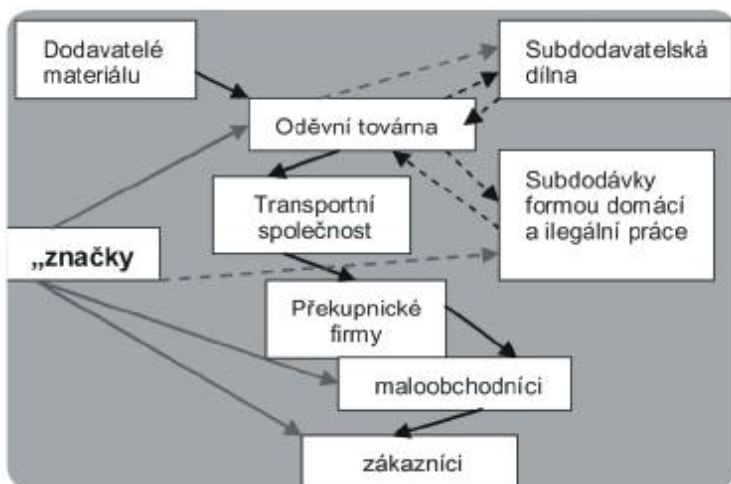 Dodavatelé
materiálu
Subdodavatelská
dílna
Oděvní továrna
Subdodávky
formou domácí
a ilegální práce
Transportní
společnost
„značky
Překupnické
firmy
maloobchodníci
zákazníci